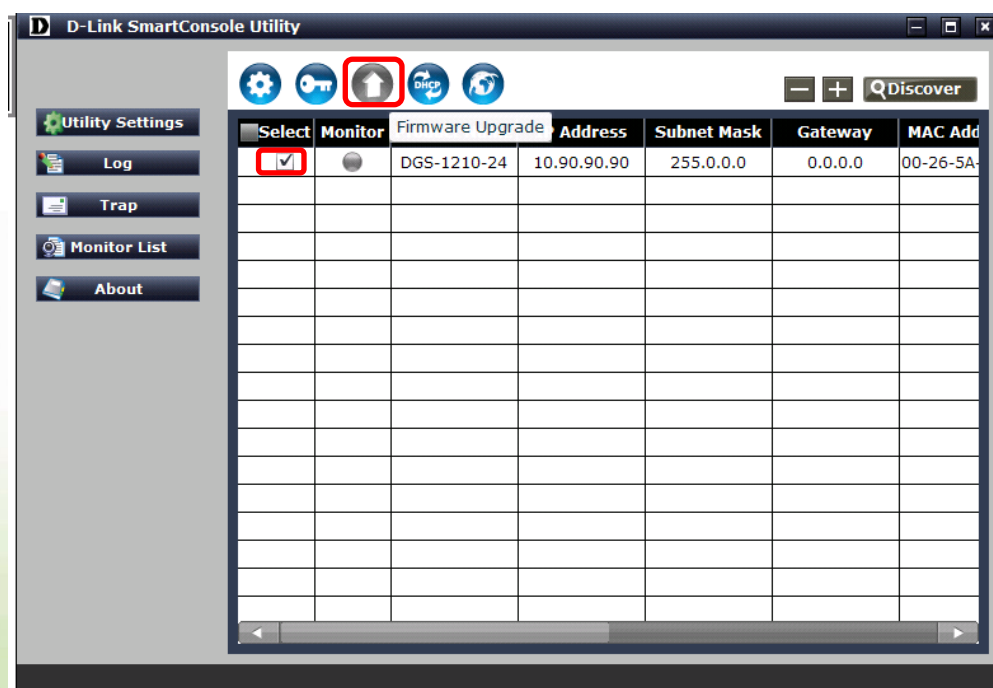 D D-Link SmartConsole Utility
DHCP
Discover
Utility Settings
Log
Trap
Monitor List
About
Select Monitor Firmware Upgrade Address Subnet Mask Gateway MAC Add
DGS-1210-24 10.90.90.90 255.0.0.0 0.0.0.0 00-26-5A-